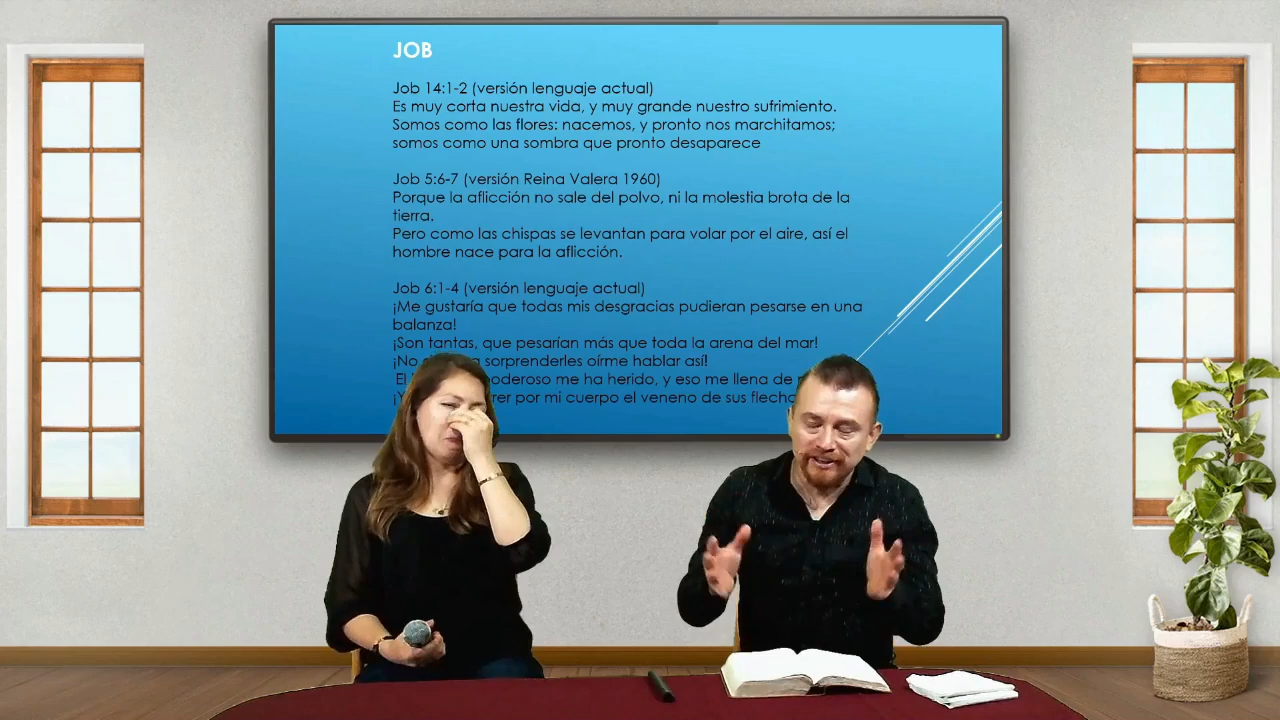 JOB
Job 14:1-2 (versión lenguaje actual)
Es muy corta nuestra vida, y muy grande nuestro sufrimiento.
Somos como las flores: nacemos, y pronto nos marchitamos;
somos como una sombra que pronto desaparece
Job 5:6-7 (versión Reina Valera 1960)
Porque la aflicción no sale del polvo, ni la molestia brota de la
tierra.
Pero como las chispas se levantan para volar por el aire, así el
hombre nace para la aflicción.
Job 6:1-4 (versión lenguaje actual)
¡Me gustaría que todas mis desgracias pudieran pesarse en una
balanza!
¡Son tantas, que pesarían más que toda la arena del mar!
¡No sorprenderles oírme hablar así!
El me ha herido, y eso me llena de
por mi cuerpo el veneno de sus